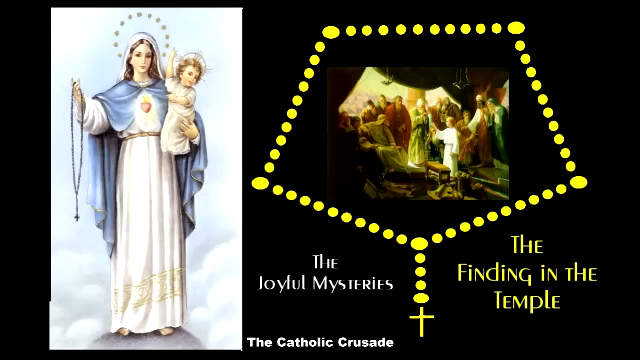 The
Joyful Mysteries
The
Finding in the
Temple
The Catholic Crusade